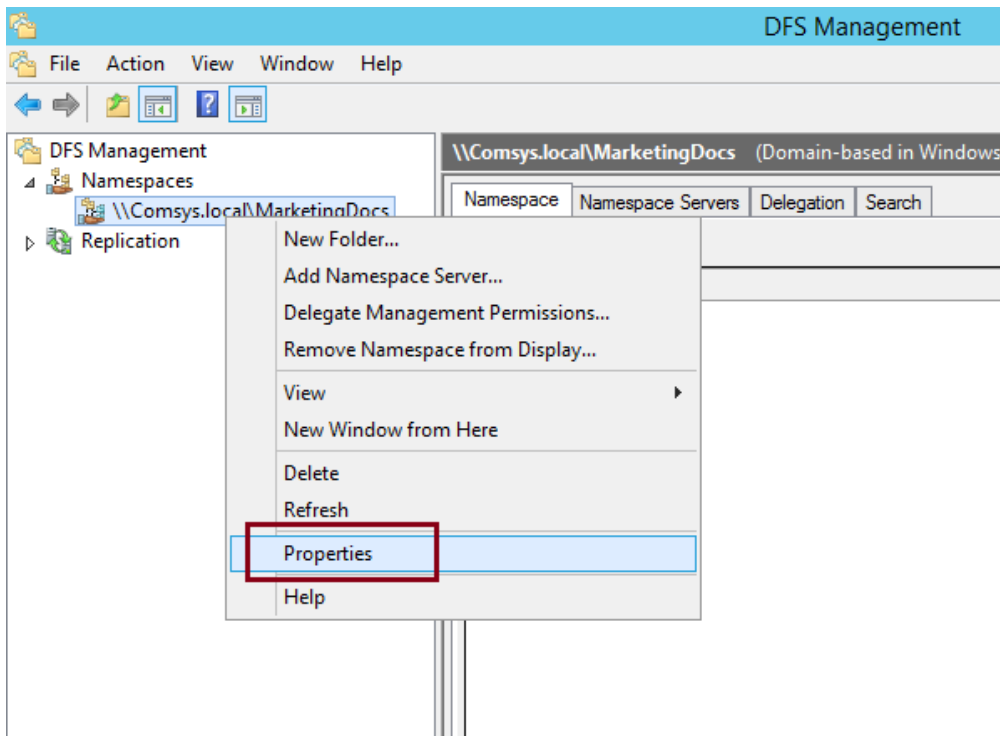 DFS Management
File Action View Window Help
DFS Management
Namespaces
\\Comsys.local\MarketingDocs
Replication
\\Comsys.local\MarketingDocs (Domain-based in Windows
Namespace Namespace Servers Delegation Search
New Folder...
Add Namespace Server...
Delegate Management Permissions...
Remove Namespace from Display...
View
New Window from Here
Delete
Refresh
Properties
Help